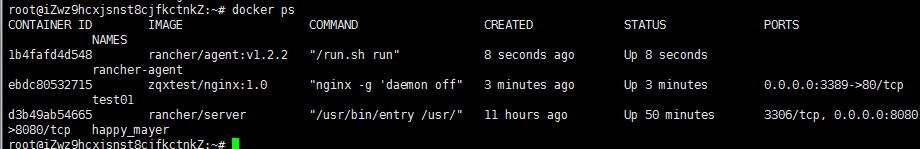 root@iZwz9hcxjsnst8cjfkctnkZ:~# docker ps
CONTAINER ID        IMAGE               COMMAND                  CREATED             STATUS              PORTS
               NAMES
1b4fafd4d548        rancher/agent:v1.2.2   "/run.sh run"            8 seconds ago       Up 8 seconds
               rancher-agent
ebdc80532715        zqxtest/nginx:1.0      "nginx -g 'daemon off"   3 minutes ago       Up 3 minutes        0.0.0.0:3389->80/tcp
               test01
d3b49ab54665        rancher/server         "/usr/bin/entry /usr/"   11 hours ago        Up 50 minutes       3306/tcp, 0.0.0.0:8080
>8080/tcp   happy_mayer
root@iZwz9hcxjsnst8cjfkctnkZ:~#